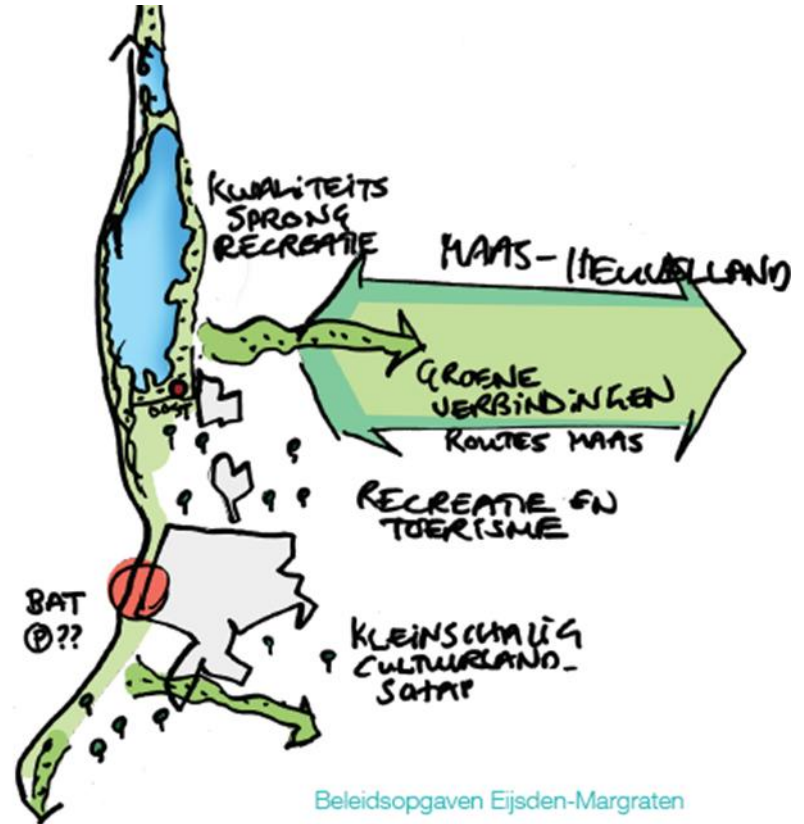 KWALITEITS
SPRONG
RECREATIE
MAAS-HEUVELLAND
GROENE
VERBINDINGEN
ROUTES MAAS
OOST
RECREATIE EN
TOERISME
BAT
Ⓟ??
KLEINSCHALIG
CULTUURLAND-
SCHAP
Beleidsopgaven Eijsden-Margraten